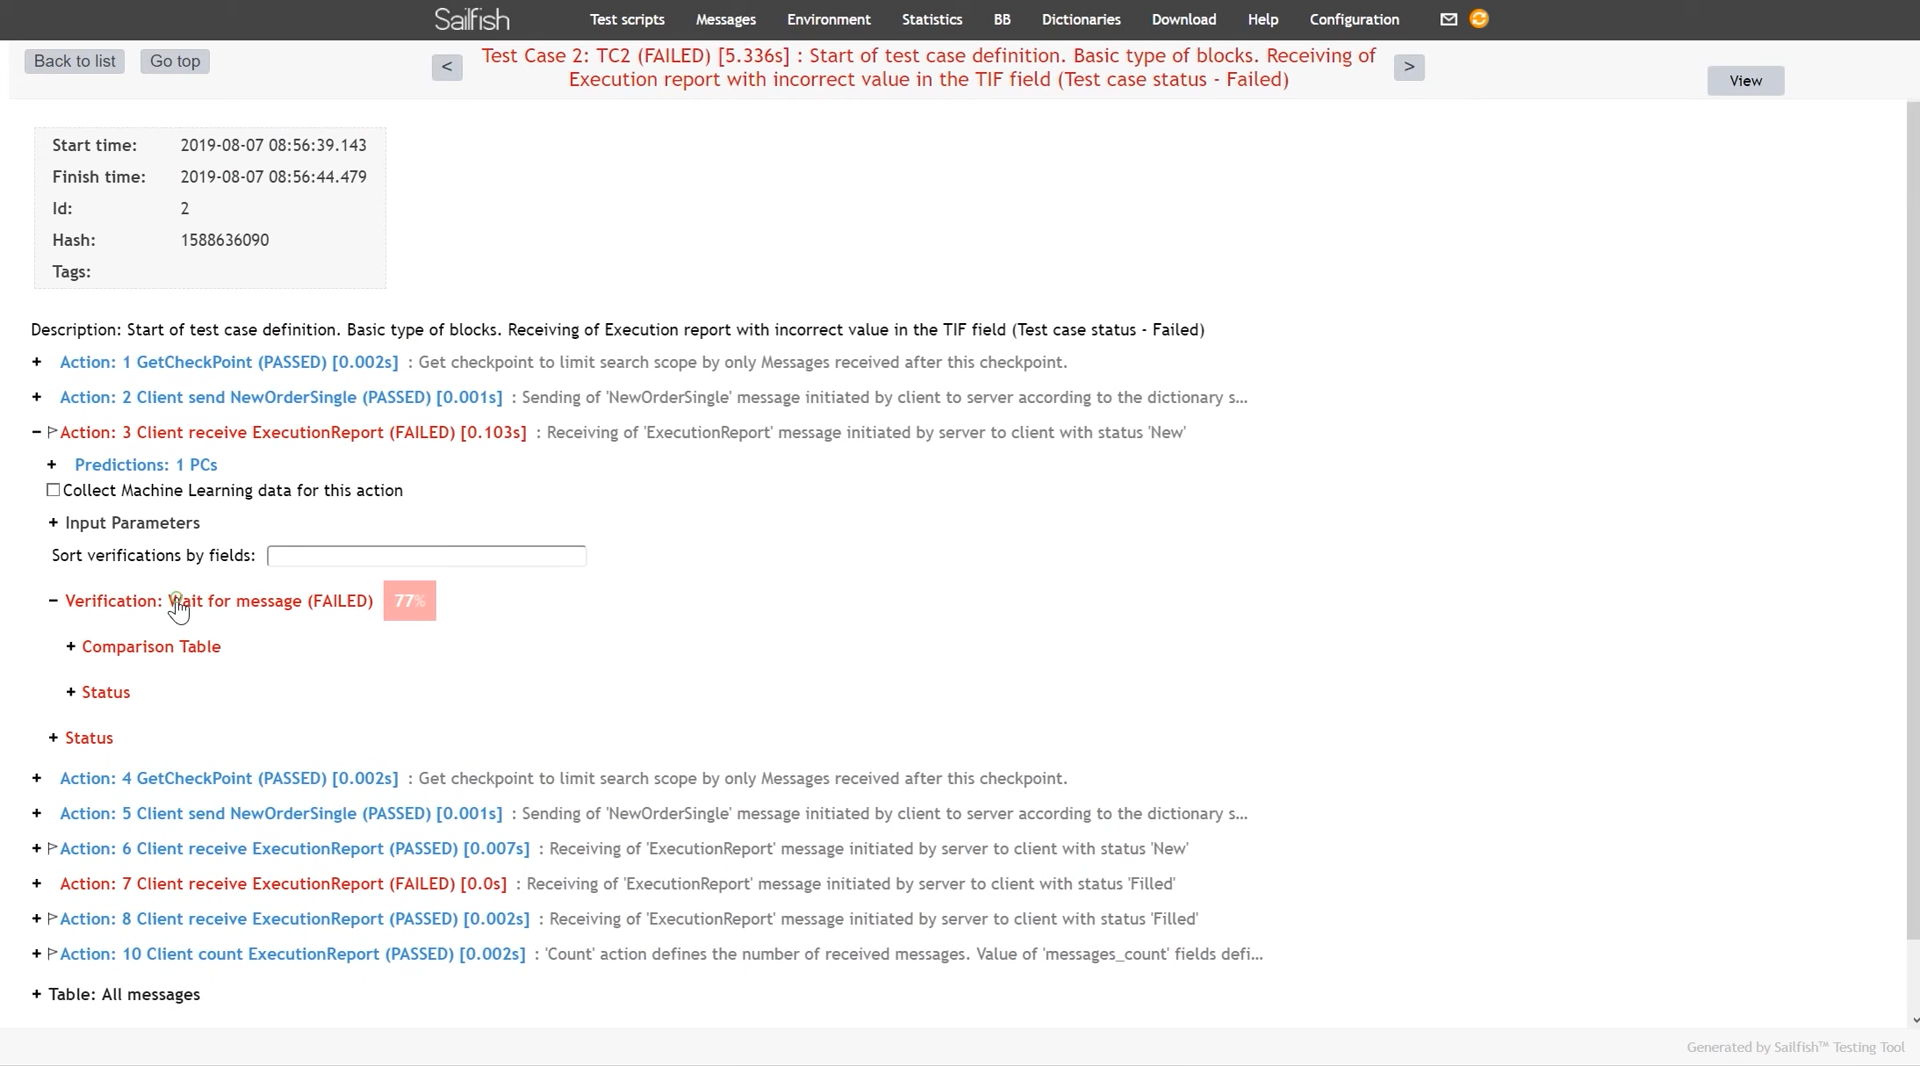 Sailfish Test scripts Messages Environment Statistics BB Dictionaries Download Help Configuration
Back to list Go top
< Test Case 2: TC2 (FAILED) [5.336s] : Start of test case definition. Basic type of blocks. Receiving of >
Execution report with incorrect value in the TIF field (Test case status - Failed)
View
Start time: 2019-08-07 08:56:39.143
Finish time: 2019-08-07 08:56:44.479
Id: 2
Hash: 1588636090
Tags:
Description: Start of test case definition. Basic type of blocks. Receiving of Execution report with incorrect value in the TIF field (Test case status - Failed)
+ Action: 1 GetCheckPoint (PASSED) [0.002s] : Get checkpoint to limit search scope by only Messages received after this checkpoint.
+ Action: 2 Client send NewOrderSingle (PASSED) [0.001s] : Sending of 'NewOrderSingle' message initiated by client to server according to the dictionary s...
- Action: 3 Client receive ExecutionReport (FAILED) [0.103s] : Receiving of 'ExecutionReport' message initiated by server to client with status 'New'
+ Predictions: 1 PCs
Collect Machine Learning data for this action
+ Input Parameters
Sort verifications by fields:
- Verification: Wait for message (FAILED) 77%
+ Comparison Table
+ Status
+ Status
+ Action: 4 GetCheckPoint (PASSED) [0.002s] : Get checkpoint to limit search scope by only Messages received after this checkpoint.
+ Action: 5 Client send NewOrderSingle (PASSED) [0.001s] : Sending of 'NewOrderSingle' message initiated by client to server according to the dictionary s...
+ Action: 6 Client receive ExecutionReport (PASSED) [0.007s] : Receiving of 'ExecutionReport' message initiated by server to client with status 'New'
+ Action: 7 Client receive ExecutionReport (FAILED) [0.0s] : Receiving of 'ExecutionReport' message initiated by server to client with status 'Filled'
+ Action: 8 Client receive ExecutionReport (PASSED) [0.002s] : Receiving of 'ExecutionReport' message initiated by server to client with status 'Filled'
+ Action: 10 Client count ExecutionReport (PASSED) [0.002s] : 'Count' action defines the number of received messages. Value of 'messages_count' fields defi...
+ Table: All messages
Generated by Sailfish™ Testing Tool